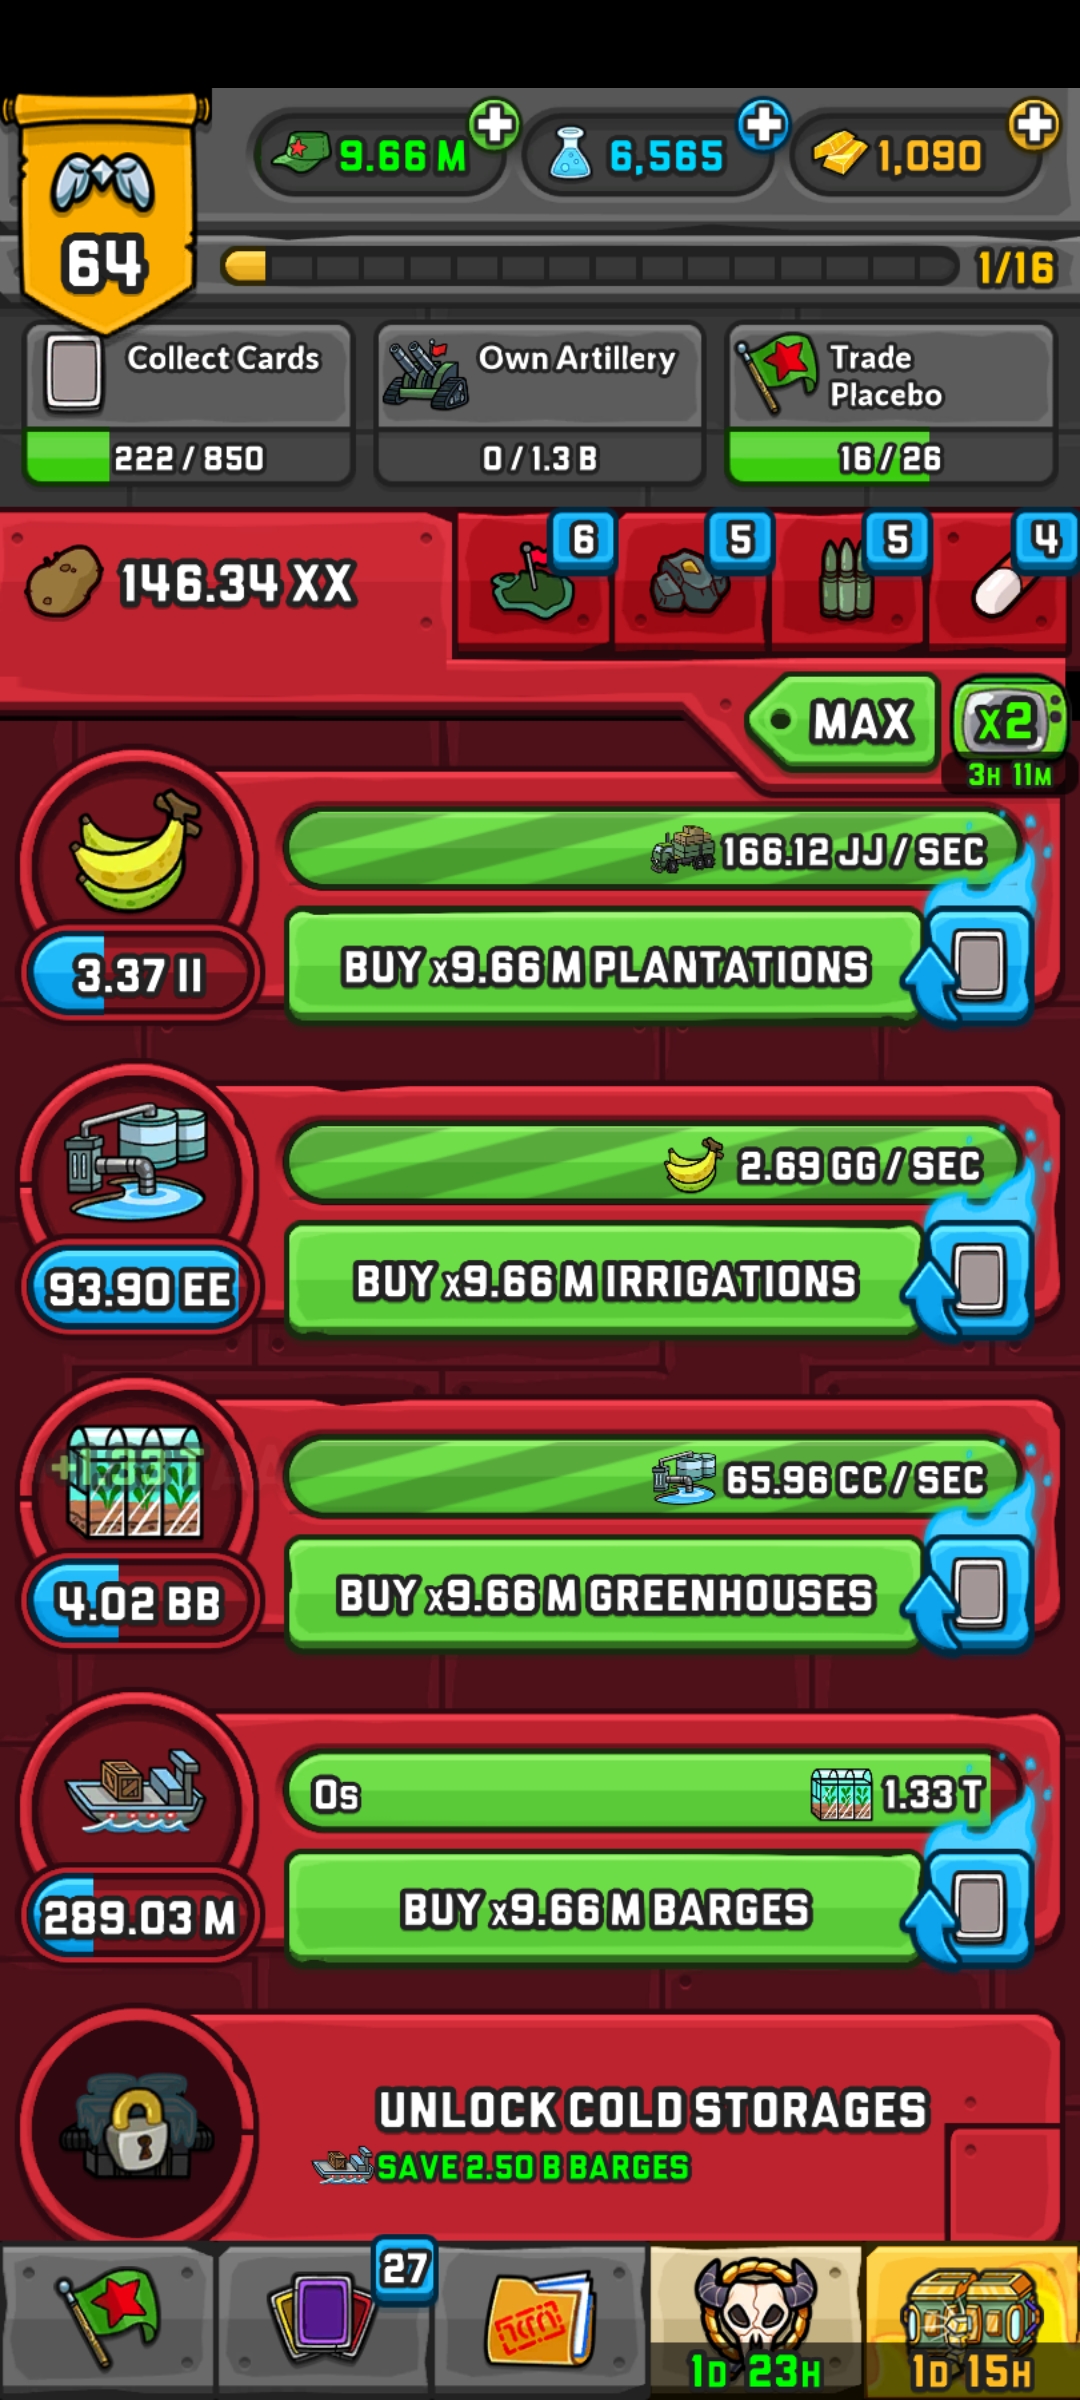 9.66 M
6,565
1,090
64
1/16
Collect Cards
222 / 850
Own Artillery
0 / 1.3 B
Trade
Placebo
16 / 26
146.34 XX
6
5
5
4
MAX
x2
3H 11M
166.12 JJ / SEC
3.37 II
BUY x9.66 M PLANTATIONS
2.69 GG / SEC
93.90 EE
BUY x9.66 M IRRIGATIONS
65.96 CC / SEC
4.02 BB
BUY x9.66 M GREENHOUSES
0s
1.33 T
289.03 M
BUY x9.66 M BARGES
UNLOCK COLD STORAGES
SAVE 2.50 B BARGES
27
1D 23H
1D 15H